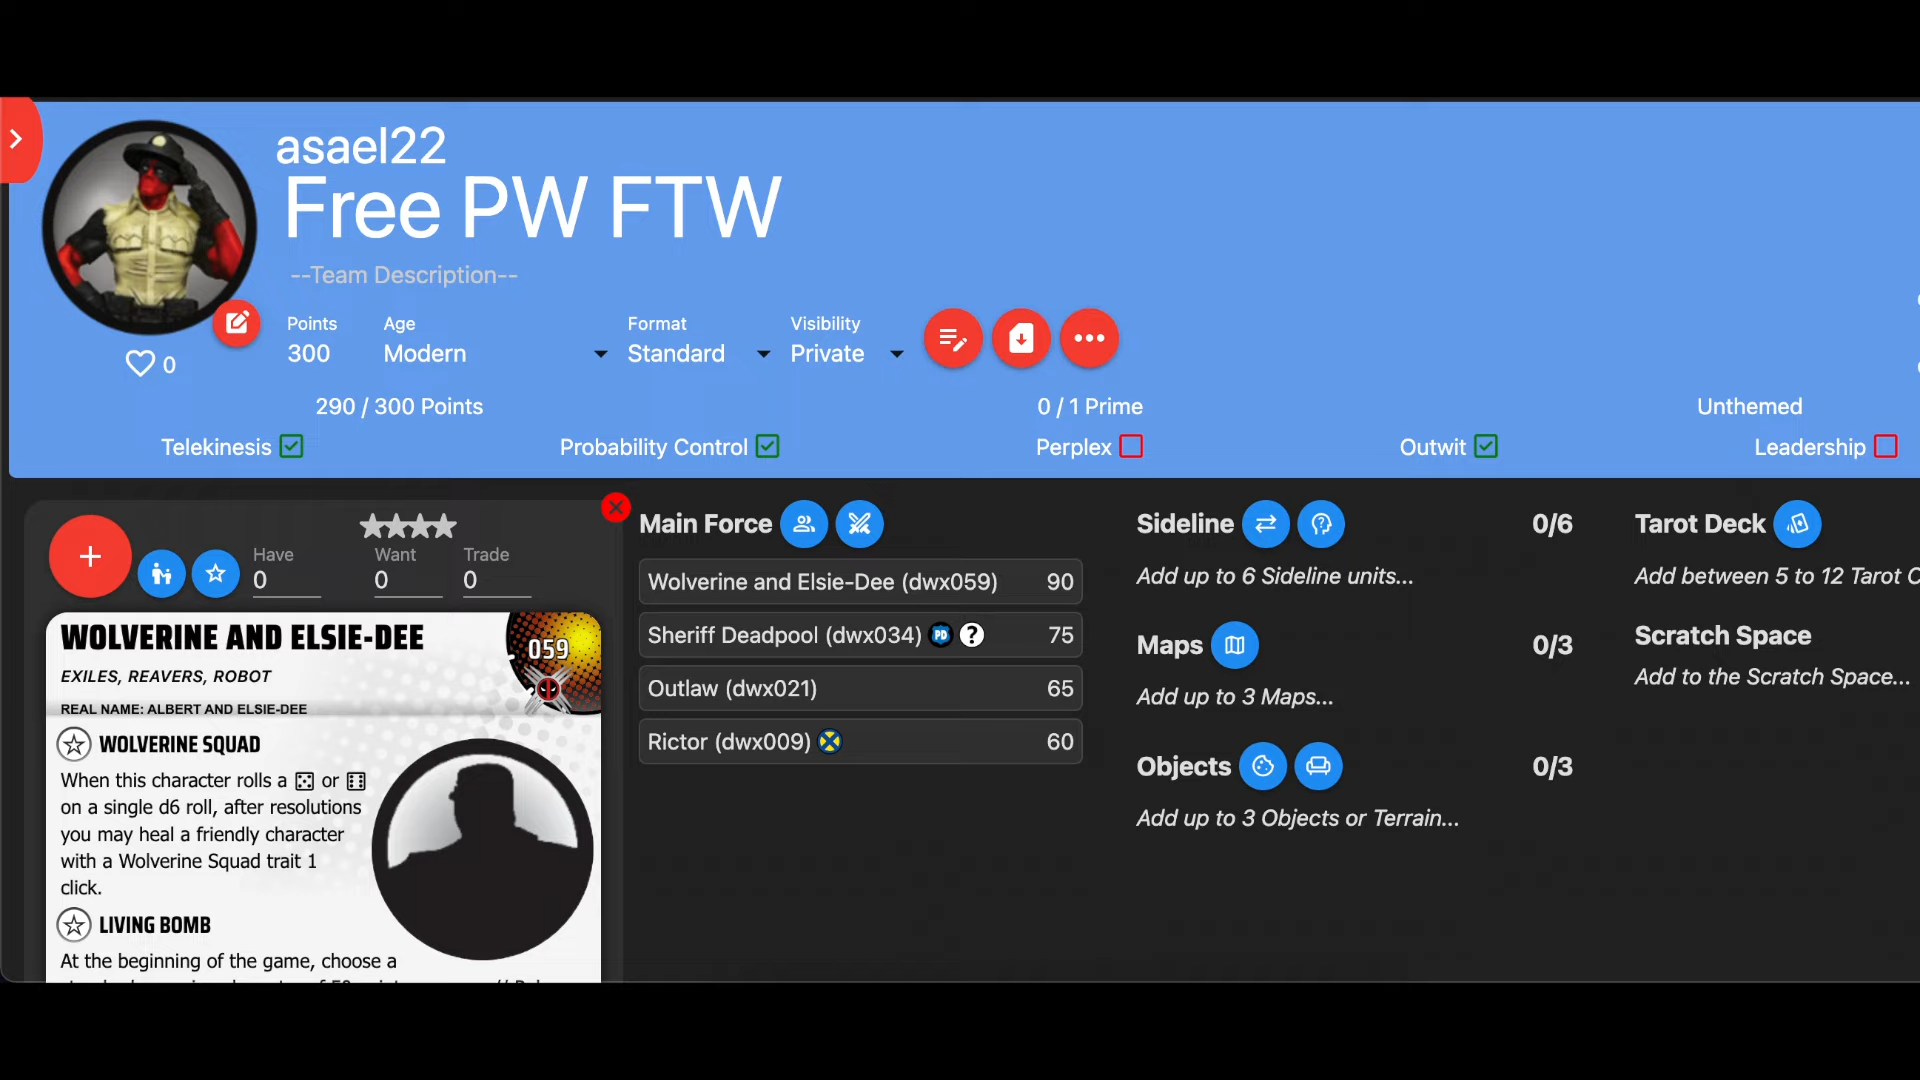 asael22
Free PW FTW
--Team Description--
Points Age Format Visibility
300 Modern Standard Private
0
290 / 300 Points 0 / 1 Prime Unthemed
Telekinesis Probability Control Perplex Outwit Leadership
Have Want Trade
0 0 0
WOLVERINE AND ELSIE-DEE
059
EXILES, REAVERS, ROBOT
REAL NAME: ALBERT AND ELSIE-DEE
WOLVERINE SQUAD
When this character rolls a or
on a single d6 roll, after resolutions
you may heal a friendly character
with a Wolverine Squad trait 1
click.
LIVING BOMB
At the beginning of the game, choose a
Main Force
Wolverine and Elsie-Dee (dwx059) 90
Sheriff Deadpool (dwx034) PD ? 75
Outlaw (dwx021) 65
Rictor (dwx009) 60
Sideline 0/6
Add up to 6 Sideline units...
Maps 0/3
Add up to 3 Maps...
Objects 0/3
Add up to 3 Objects or Terrain...
Tarot Deck
Add between 5 to 12 Tarot C
Scratch Space
Add to the Scratch Space...